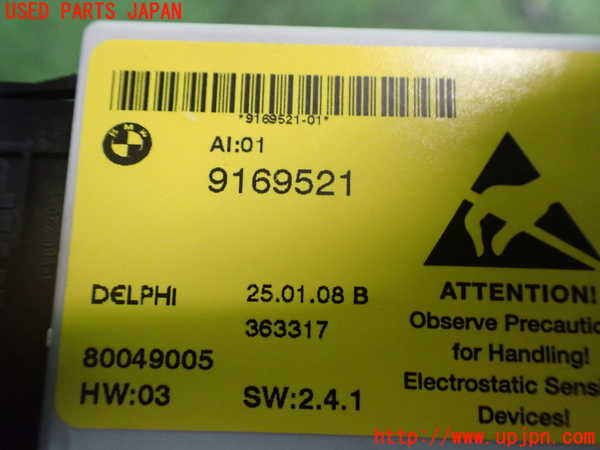 USED PARTS JAPAN
*9169521-01*
BMW
AI:01
9169521
DELPHI
25.01.08 B
363317
80049005
HW:03
SW:2.4.1
ATTENTION!
Observe Precautio
for Handling!
Electrostatic Sensi
Devices!
http://www.upjpn.com/